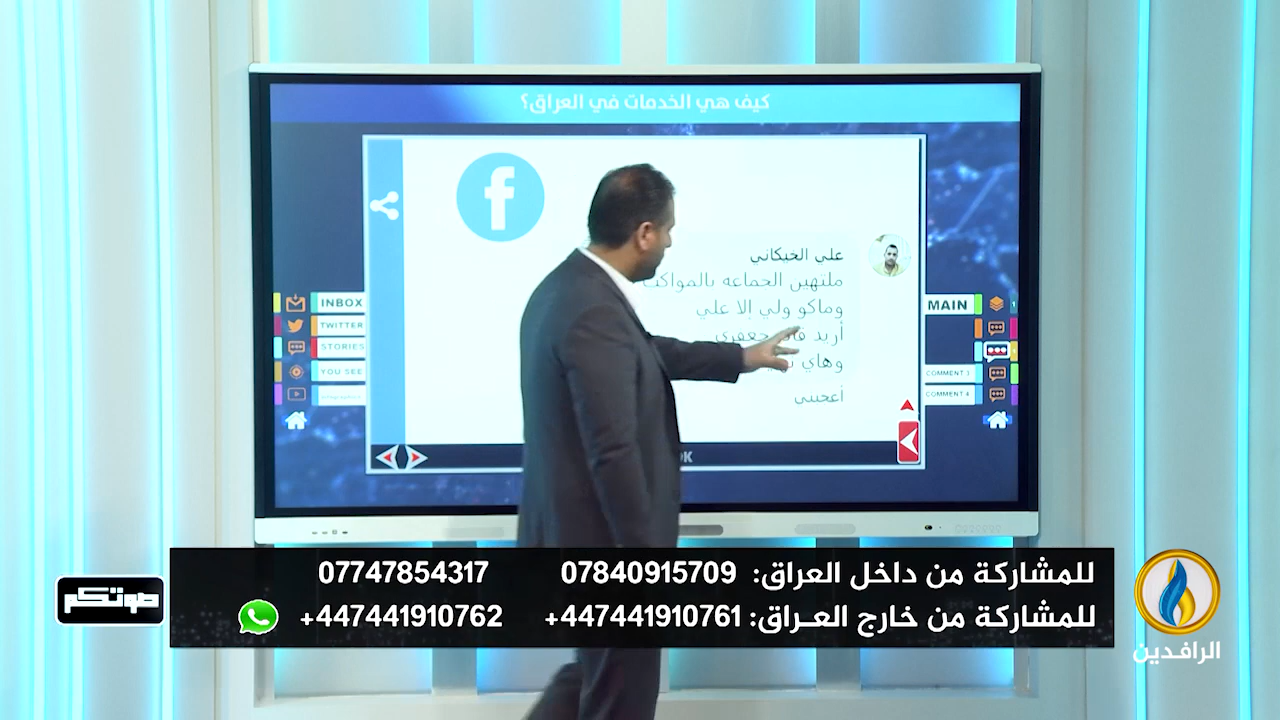 كيف هي الخدمات في العراق؟
علي الخيكاني
ملتهين الجماعه بالمواكب
وماكو ولي إلا علي
أريد جعفري
وهاي
أعجبني
INBOX
TWITTER
STORIES
YOU SEE
MAIN
COMMENT 3
COMMENT 4
للمشاركة من داخل العراق: 07840915709 07747854317
للمشاركة من خارج العـراق: 447441910761+ 447441910762+
صوتكم
الرافدين